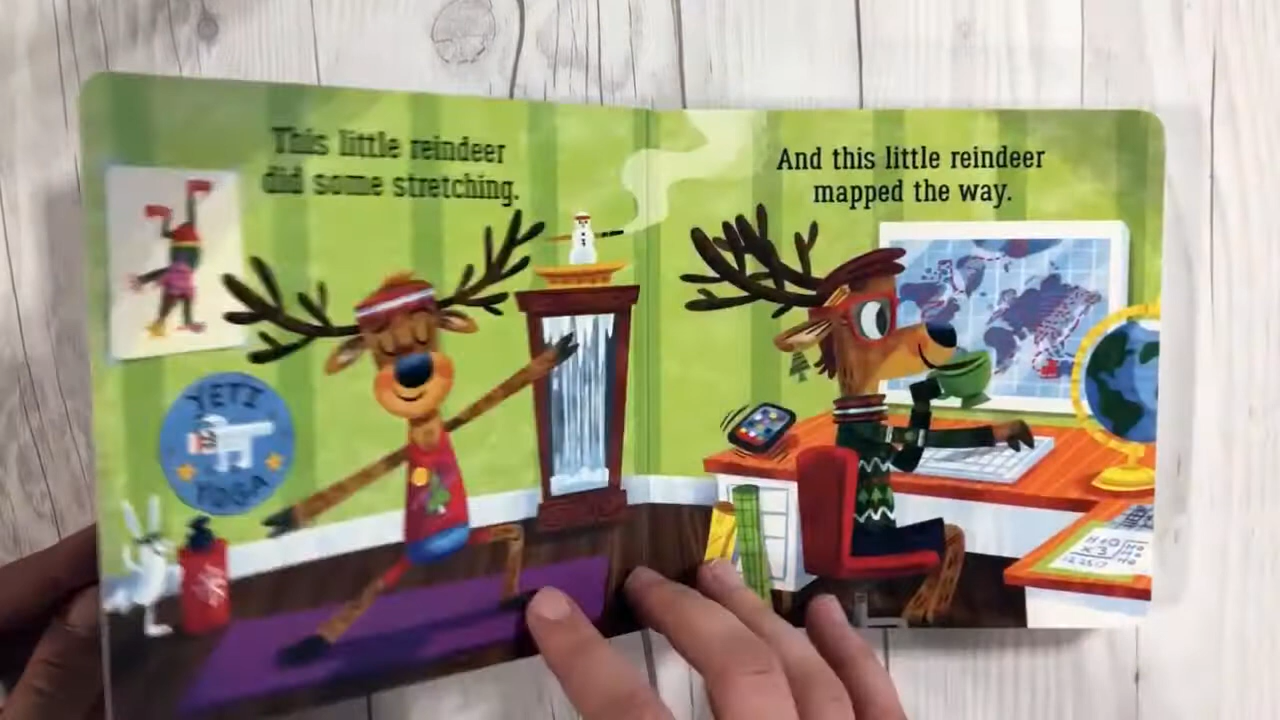 This little reindeer
did some stretching.
YETI
YOGA
And this little reindeer
mapped the way.